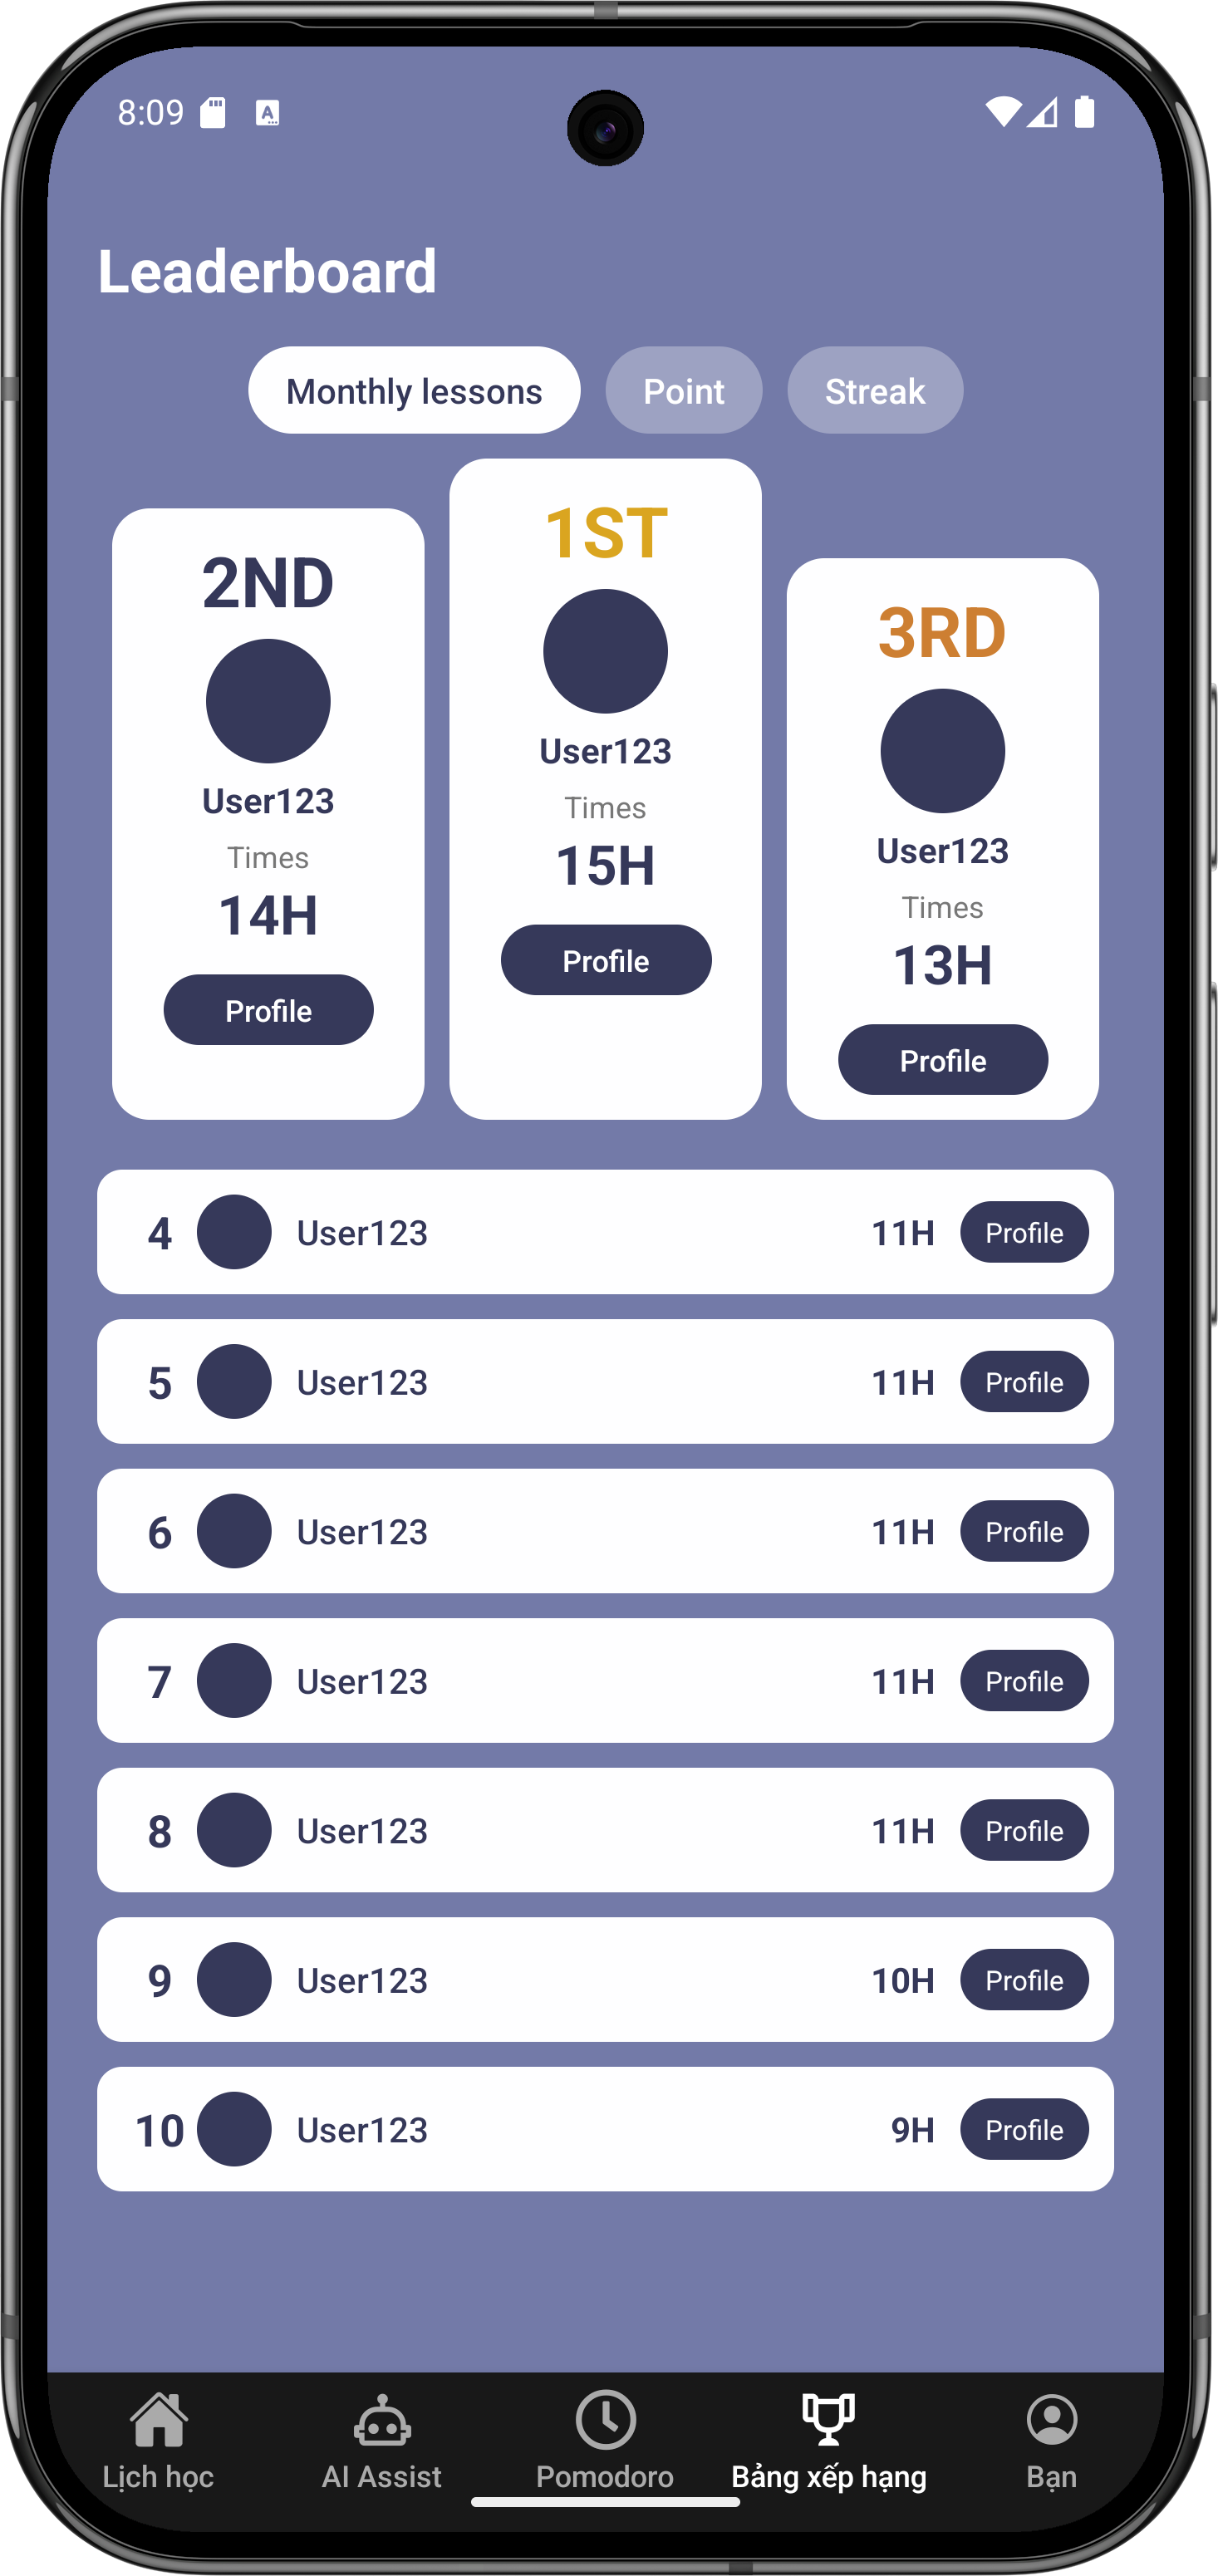 8:09
Leaderboard
Monthly lessons
Point
Streak
2ND
User123
Times
14H
Profile
1ST
User123
Times
15H
Profile
3RD
User123
Times
13H
Profile
4 User123 11H Profile
5 User123 11H Profile
6 User123 11H Profile
7 User123 11H Profile
8 User123 11H Profile
9 User123 10H Profile
10 User123 9H Profile
Lịch học
AI Assist
Pomodoro
Bảng xếp hạng
Bạn